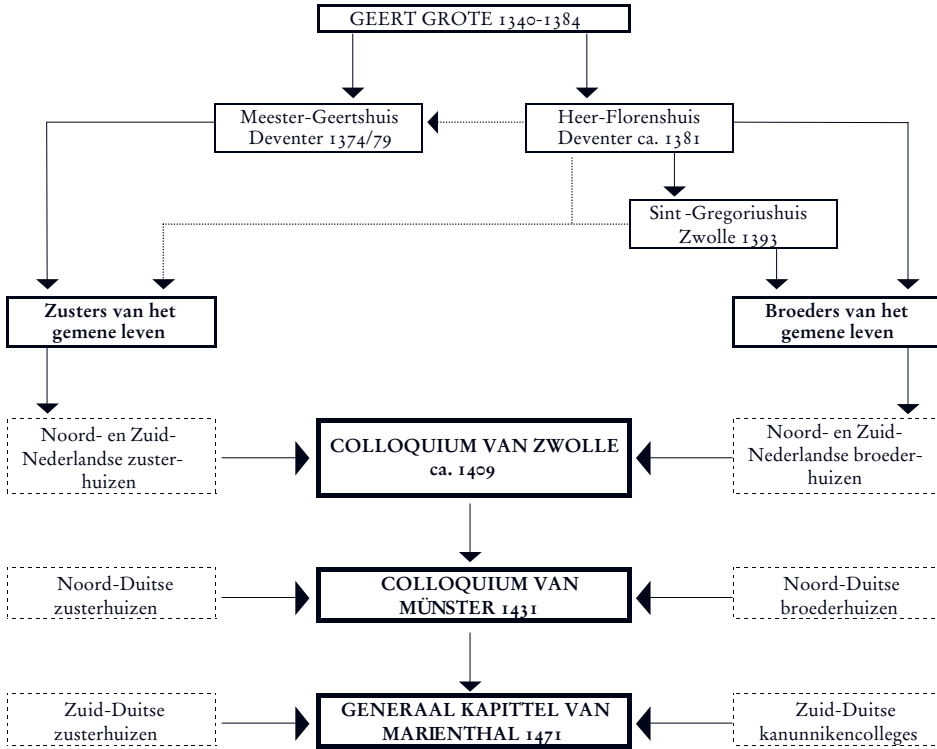 GEERT GROTE 1340-1384
Meester-Geertshuis
Deventer 1374/79
Heer-Florenshuis
Deventer ca. 1381
Sint -Gregoriushuis
Zwolle 1393
Zusters van het
gemene leven
Broeders van het
gemene leven
Noord- en Zuid-
Nederlandse zuster-
huizen
COLLOQUIUM VAN ZWOLLE
ca. 1409
Noord- en Zuid-
Nederlandse broeder-
huizen
Noord-Duitse
zusterhuizen
COLLOQUIUM VAN
MÜNSTER 1431
Noord-Duitse
broederhuizen
Zuid-Duitse
zusterhuizen
GENERAAL KAPITTEL VAN
MARIENTHAL 1471
Zuid-Duitse
kanunnikencolleges